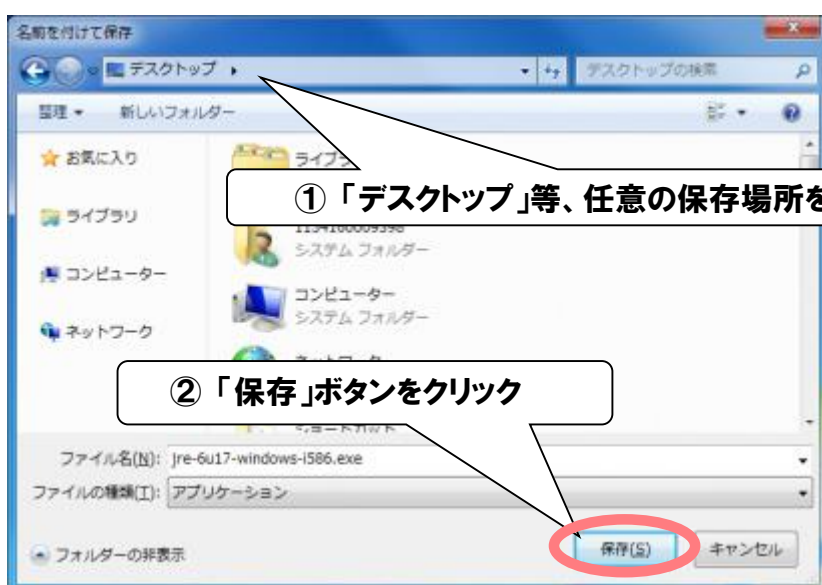 名前を付けて保存
デスクトップ
デスクトップの検索
整理 新しいフォルダー
お気に入り
ライブラリ
コンピューター
ネットワーク
①「デスクトップ」等、任意の保存場所を
システム フォルダー
コンピューター
システム フォルダー
②「保存」ボタンをクリック
ファイル名(N): jre-6u17-windows-i586.exe
ファイルの種類(T): アプリケーション
フォルダーの非表示
保存(S) キャンセル